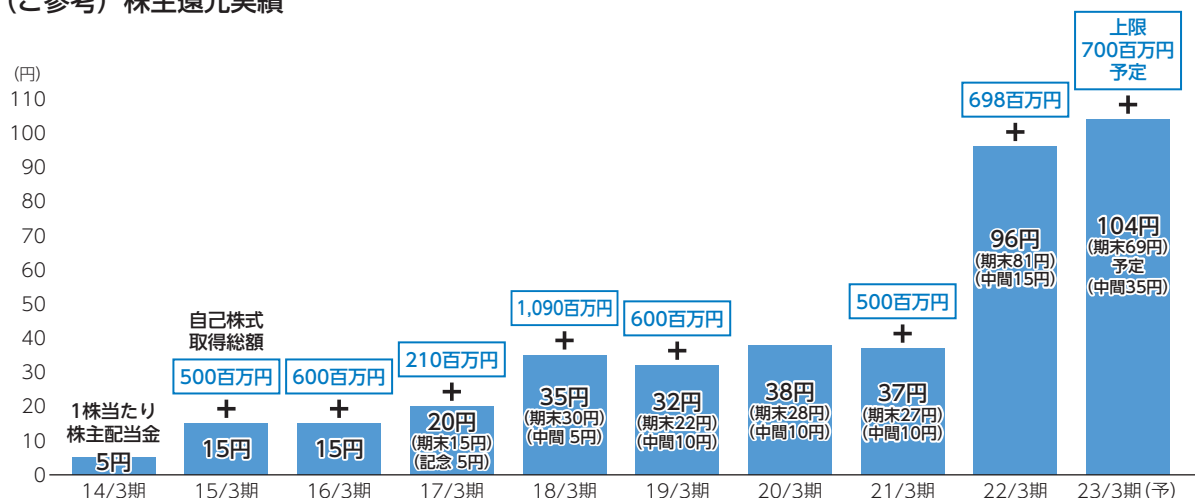 （ご参考）株主還元実績
（円）
110
100
90
80
70
60
50
40
30
20
10
0
1株当たり
株主配当金
5円
14/3期
自己株式
取得総額
500百万円
+
15円
15/3期
600百万円
+
15円
16/3期
210百万円
+
20円
（期末15円）
（記念 5円）
17/3期
1,090百万円
+
35円
（期末30円）
（中間 5円）
18/3期
600百万円
+
32円
（期末22円）
（中間10円）
19/3期
38円
（期末28円）
（中間10円）
20/3期
500百万円
+
37円
（期末27円）
（中間10円）
21/3期
698百万円
+
96円
（期末81円）
（中間15円）
22/3期
上限
700百万円
予定
+
104円
（期末69円）
予定
（中間35円）
23/3期（予）